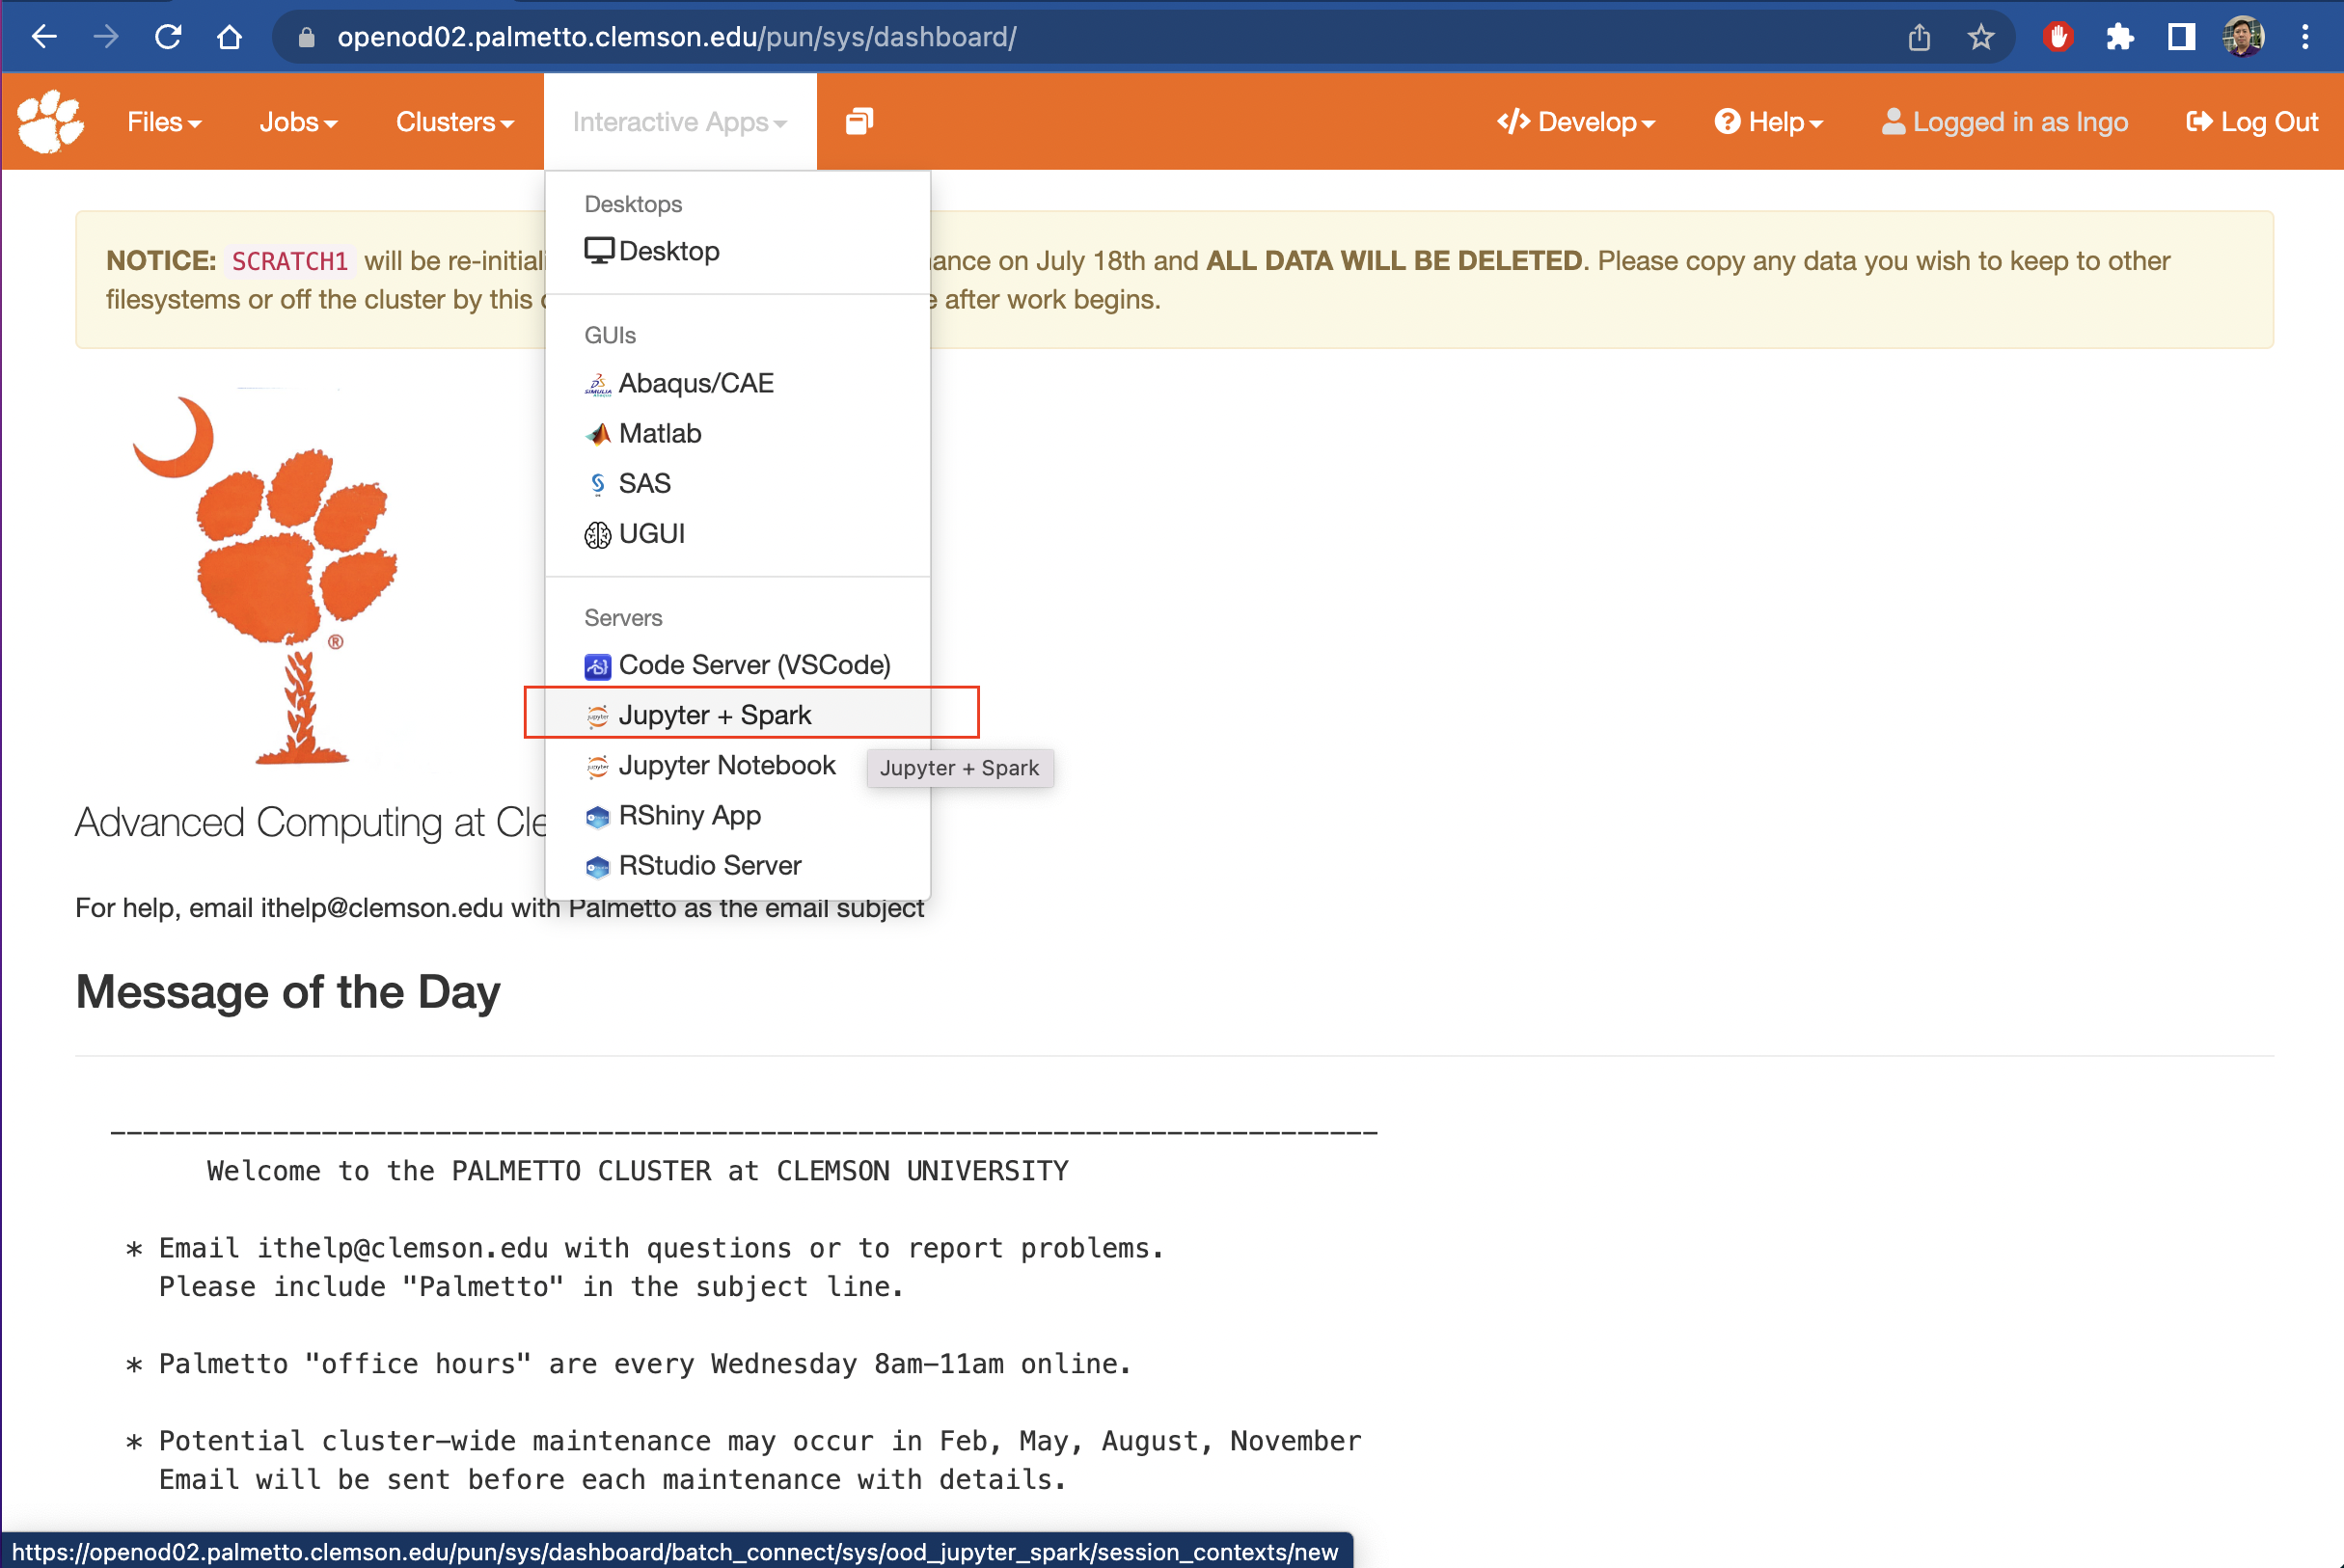 openod02.palmetto.clemson.edu/pun/sys/dashboard/
Files Jobs Clusters Interactive Apps </> Develop Help Logged in as lngo Log Out
Desktops
Desktop
GUIs
Abaqus/CAE
Matlab
SAS
UGUI
Servers
Code Server (VSCode)
Jupyter + Spark
Jupyter Notebook
Jupyter + Spark
RShiny App
RStudio Server
NOTICE: SCRATCH1 will be re-initiali ance on July 18th and ALL DATA WILL BE DELETED. Please copy any data you wish to keep to other
filesystems or off the cluster by this after work begins.
®
Advanced Computing at Cle
For help, email ithelp@clemson.edu with Palmetto as the email subject
Message of the Day
------------------------------------------------------------------------------
Welcome to the PALMETTO CLUSTER at CLEMSON UNIVERSITY
* Email ithelp@clemson.edu with questions or to report problems.
Please include "Palmetto" in the subject line.
* Palmetto "office hours" are every Wednesday 8am-11am online.
* Potential cluster-wide maintenance may occur in Feb, May, August, November
Email will be sent before each maintenance with details.
https://openod02.palmetto.clemson.edu/pun/sys/dashboard/batch_connect/sys/ood_jupyter_spark/session_contexts/new